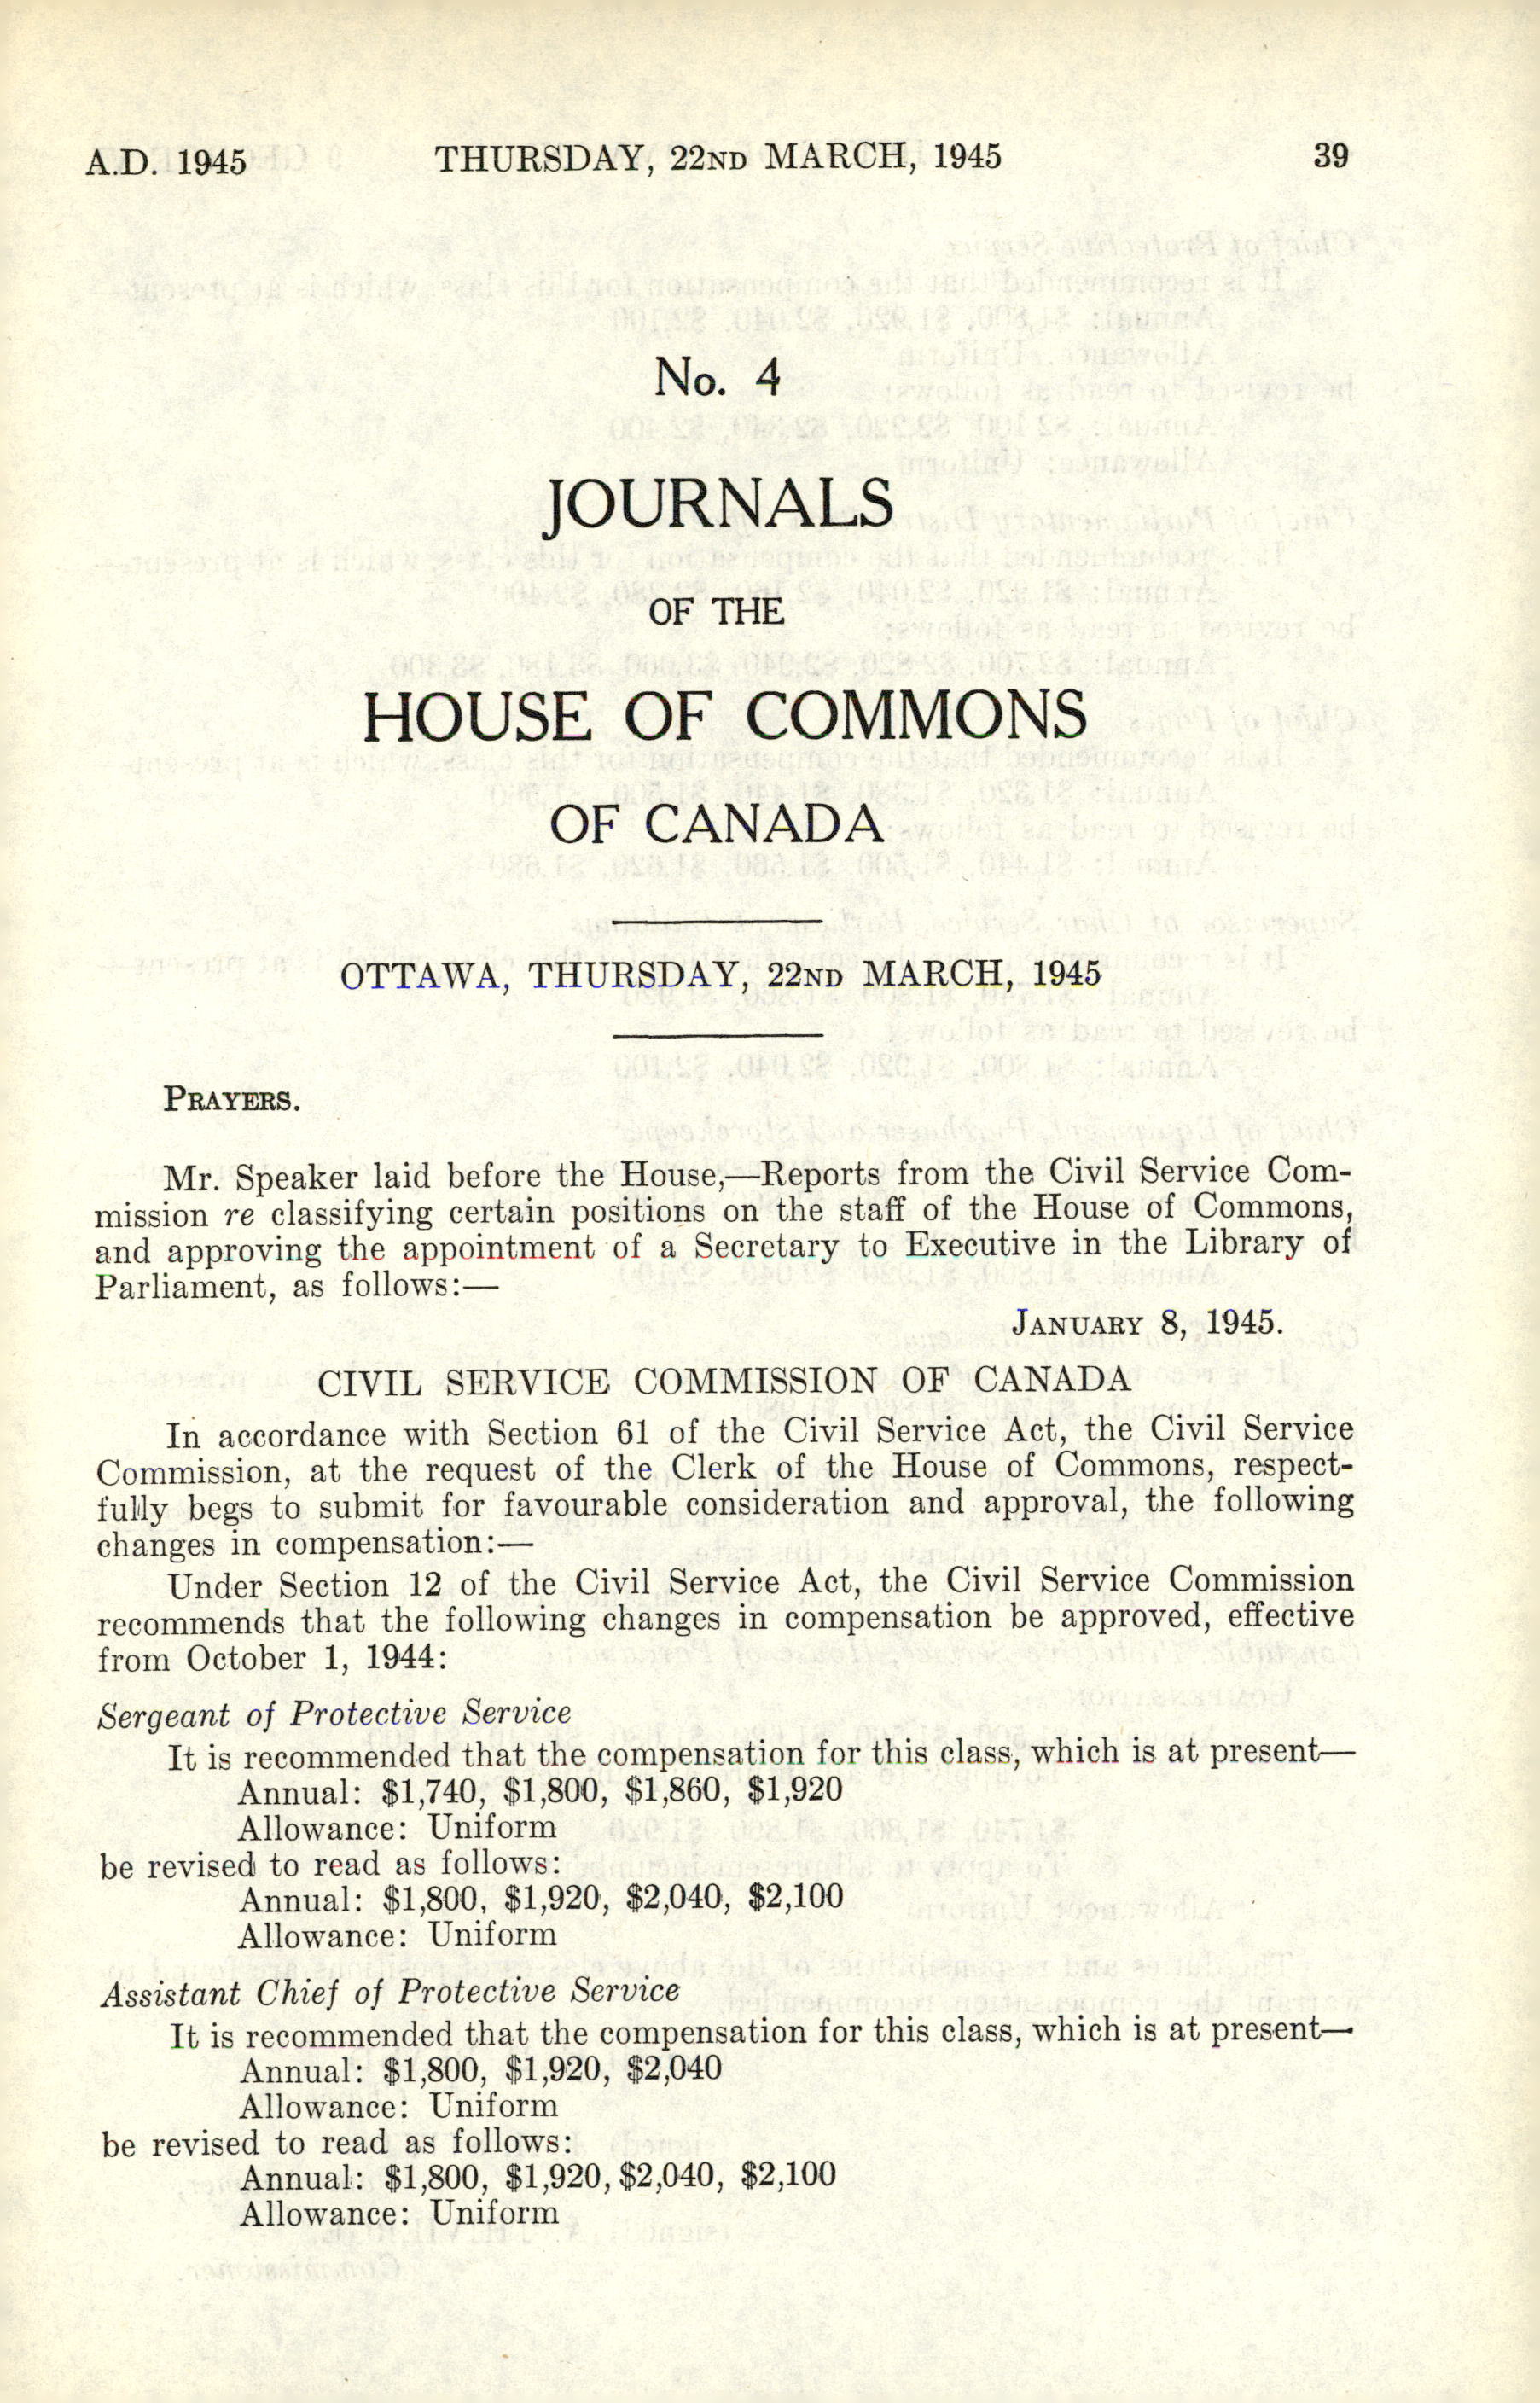 A.D. 1945 THURSDAY, 22ND MARCH, 1945 39
No. 4
JOURNALS
OF THE
HOUSE OF COMMONS
OF CANADA
OTTAWA, THURSDAY, 22ND MARCH, 1945
PRAYERS.
Mr. Speaker laid before the House,—Reports from the Civil Service Com-
mission re classifying certain positions on the staff of the House of Commons,
and approving the appointment of a Secretary to Executive in the Library of
Parliament, as follows:—
JANUARY 8, 1945.
CIVIL SERVICE COMMISSION OF CANADA
In accordance with Section 61 of the Civil Service Act, the Civil Service
Commission, at the request of the Clerk of the House of Commons, respect-
fully begs to submit for favourable consideration and approval, the following
changes in compensation:—
Under Section 12 of the Civil Service Act, the Civil Service Commission
recommends that the following changes in compensation be approved, effective
from October 1, 1944:
Sergeant of Protective Service
It is recommended that the compensation for this class, which is at present—
Annual: $1,740, $1,800, $1,860, $1,920
Allowance: Uniform
be revised to read as follows:
Annual: $1,800, $1,920, $2,040, $2,100
Allowance: Uniform
Assistant Chief of Protective Service
It is recommended that the compensation for this class, which is at present—
Annual: $1,800, $1,920, $2,040
Allowance: Uniform
be revised to read as follows:
Annual: $1,800, $1,920, $2,040, $2,100
Allowance: Uniform